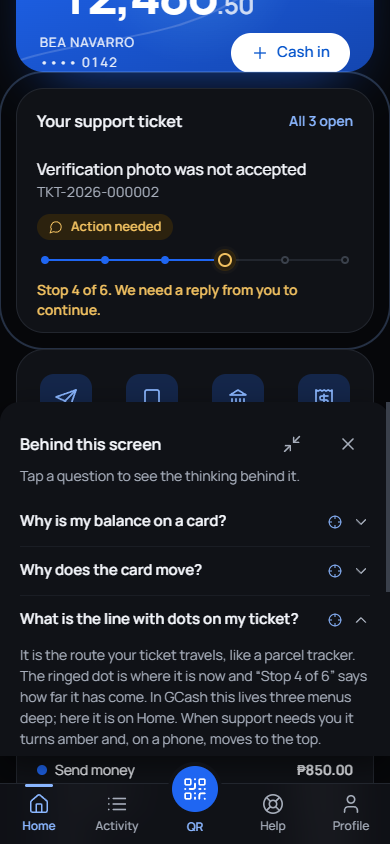 12,480.50
BEA NAVARRO
•••• 0142
Cash in
Your support ticket
All 3 open
Verification photo was not accepted
TKT-2026-000002
Action needed
Stop 4 of 6. We need a reply from you to
continue.
Behind this screen
Tap a question to see the thinking behind it.
Why is my balance on a card?
Why does the card move?
What is the line with dots on my ticket?
It is the route your ticket travels, like a parcel tracker.
The ringed dot is where it is now and “Stop 4 of 6” says
how far it has come. In GCash this lives three menus
deep; here it is on Home. When support needs you it
turns amber and, on a phone, moves to the top.
Send money
₱850.00
Home
Activity
QR
Help
Profile